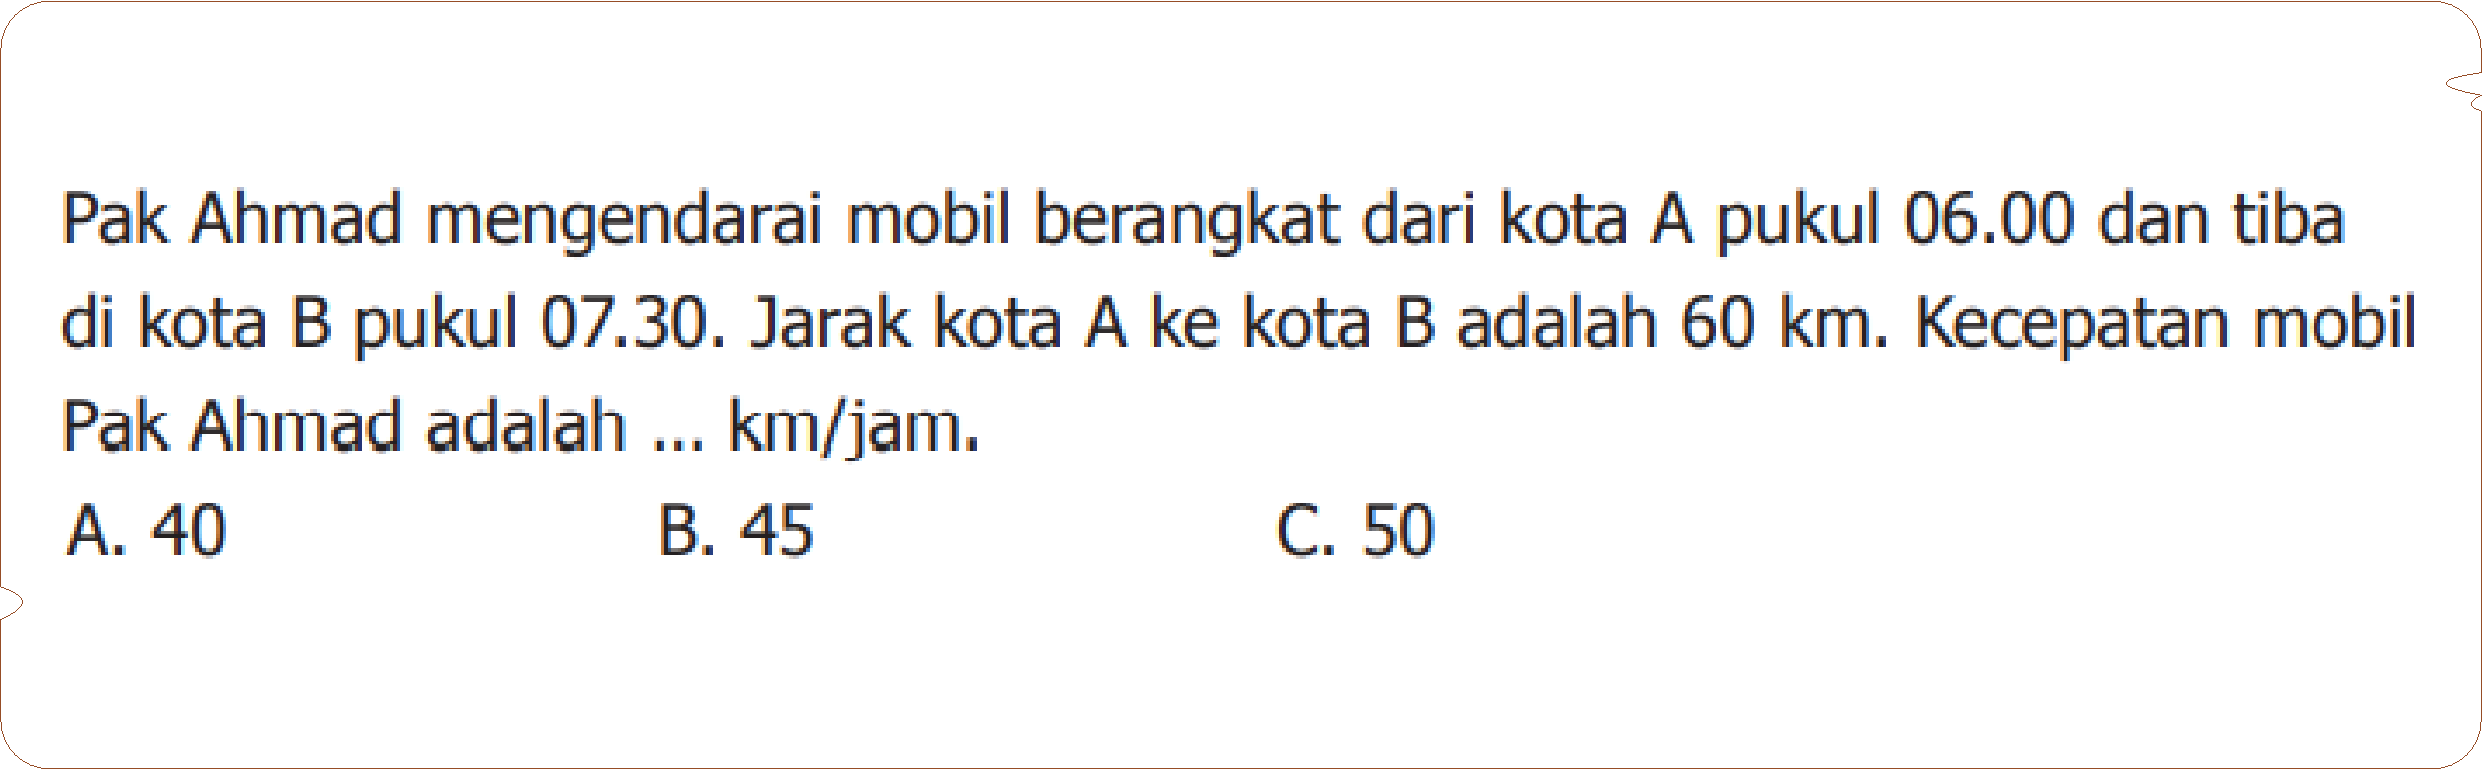 Pak Ahmad mengendarai mobil berangkat dari kota A pukul 06.00 dan tiba
di kota B pukul 07.30. Jarak kota A ke kota B adalah 60 km. Kecepatan mobil
Pak Ahmad adalah ... km/jam.
A. 40 B. 45 C. 50